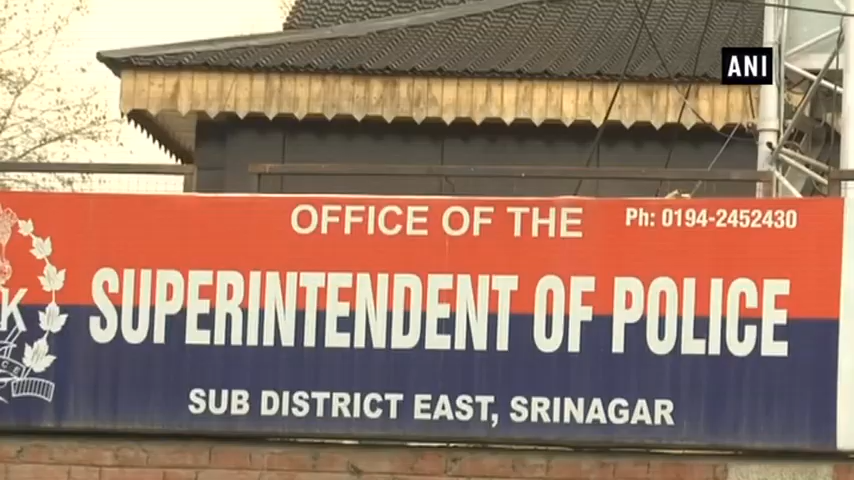 ANI
OFFICE OF THE
Ph: 0194-2452430
SUPERINTENDENT OF POLICE
SUB DISTRICT EAST, SRINAGAR
K